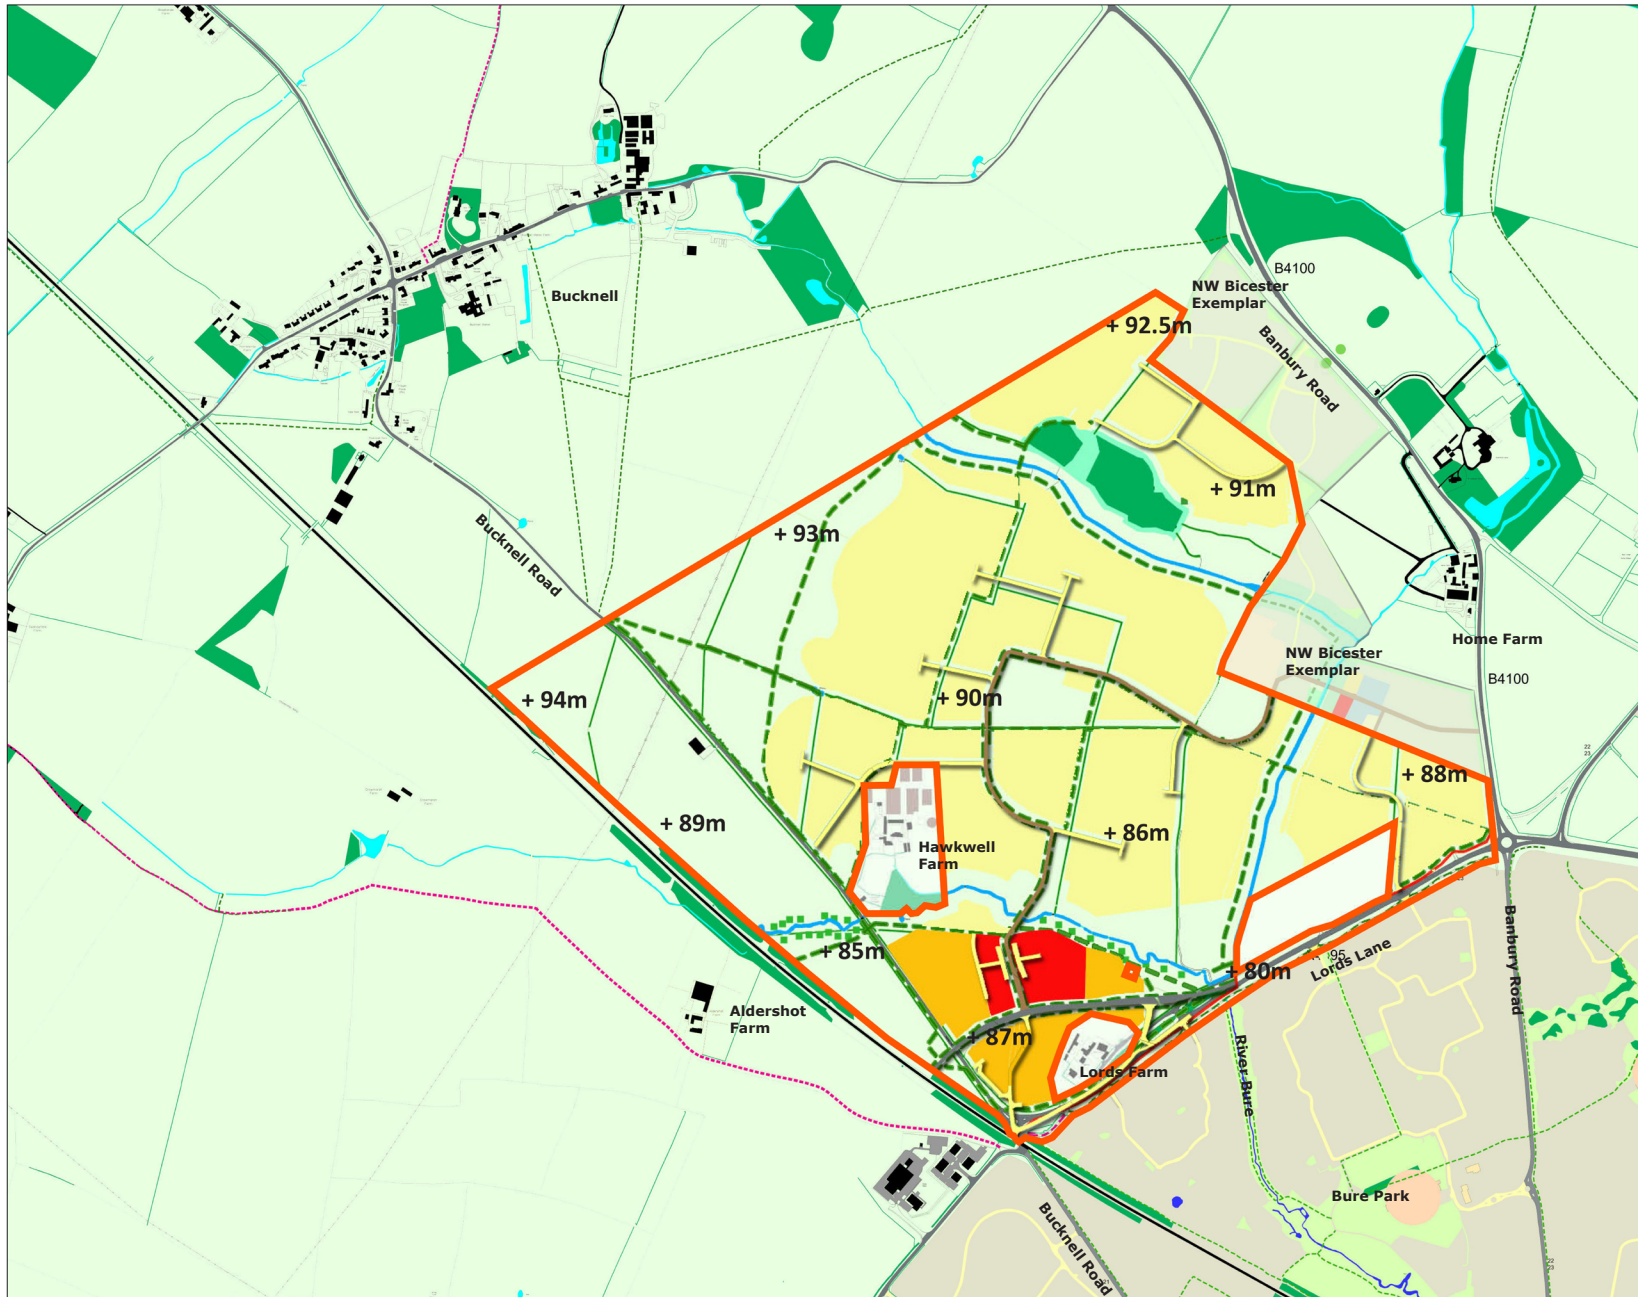 B4100
NW Bicester
Exemplar
Bucknell
+ 92.5m
Banbury Road
+ 91m
Bucknell Road
+ 93m
Home Farm
NW Bicester
Exemplar
B4100
+ 94m
+ 90m
+ 88m
+ 89m
+ 86m
Hawkwell
Farm
+ 85m
Banbury Road
Lords Lane
+ 80m
Aldershot
Farm
+ 87m
Lords Farm
River Bure
Bure Park
Bucknell Road